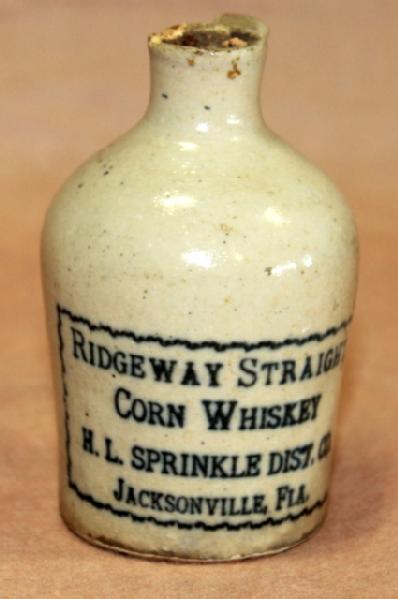 RIDGEWAY STRAIGHT
CORN WHISKEY
H. L. SPRINKLE DIST. CO.
JACKSONVILLE, FLA.